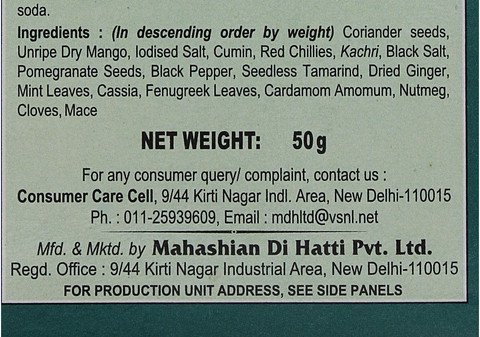 soda.
Ingredients : (In descending order by weight) Coriander seeds,
Unripe Dry Mango, Iodised Salt, Cumin, Red Chillies, Kachri, Black Salt,
Pomegranate Seeds, Black Pepper, Seedless Tamarind, Dried Ginger,
Mint Leaves, Cassia, Fenugreek Leaves, Cardamom Amomum, Nutmeg,
Cloves, Mace
NET WEIGHT: 50g
For any consumer query/ complaint, contact us :
Consumer Care Cell, 9/44 Kirti Nagar Indl. Area, New Delhi-110015
Ph. : 011-25939609, Email : mdhltd@vsnl.net
Mfd. & Mktd. by Mahashian Di Hatti Pvt. Ltd.
Regd. Office : 9/44 Kirti Nagar Industrial Area, New Delhi-110015
FOR PRODUCTION UNIT ADDRESS, SEE SIDE PANELS